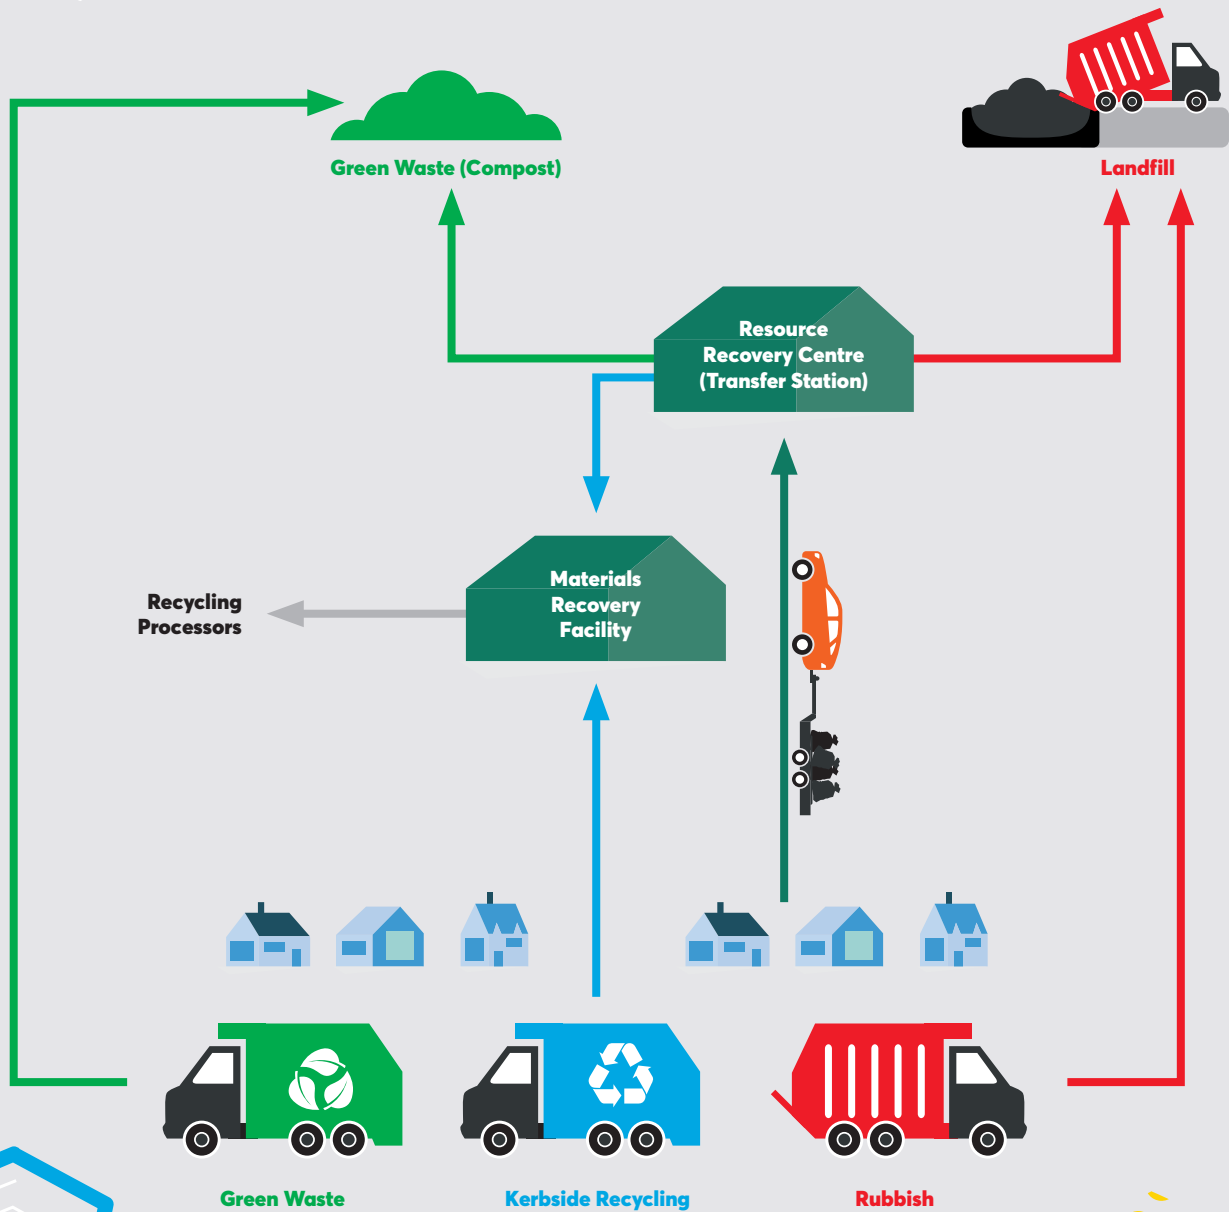 Green Waste (Compost)
Landfill
Resource
Recovery Centre
(Transfer Station)
Materials
Recovery
Facility
Recycling
Processors
Green Waste
Kerbside Recycling
Rubbish